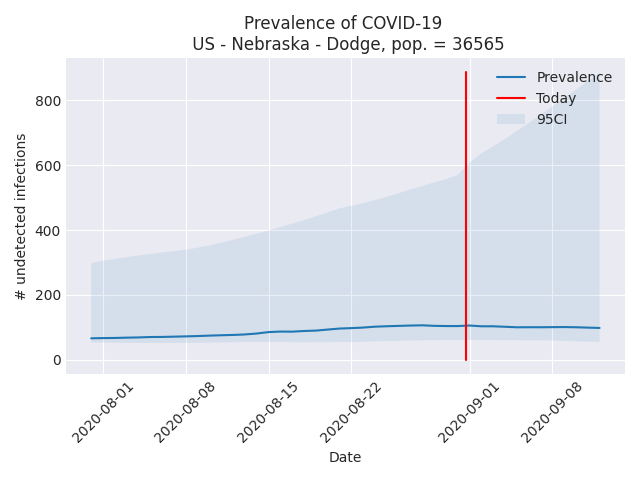 Prevalence of COVID-19
US - Nebraska - Dodge, pop. = 36565
Prevalence
Today
95CI
# undetected infections
800
600
400
200
0
2020-08-01
2020-08-08
2020-08-15
2020-08-22
2020-09-01
2020-09-08
Date